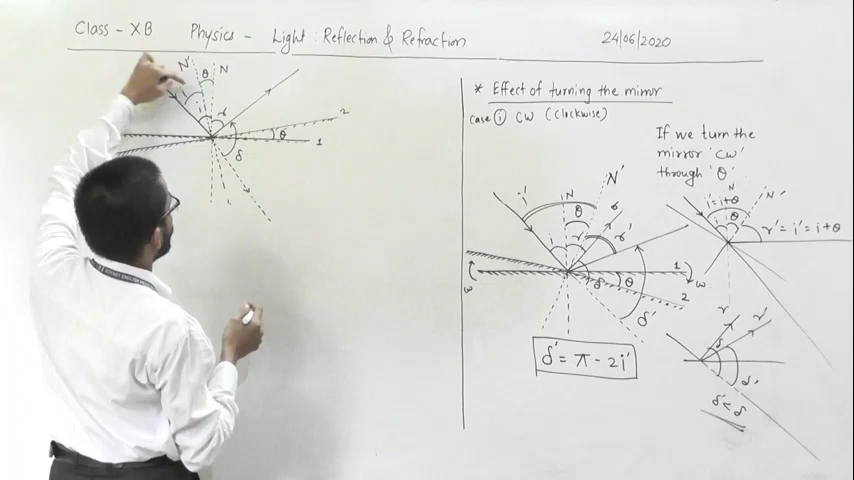 Class - XB Physics - Light : Reflection & Refraction 24/06/2020
N' θ N
r
2
θ
1
δ
* Effect of turning the mirror
case ① CW (clockwise)
If we turn the
mirror 'CW'
through 'θ'
i' N θ N'
r r'
1
ω
δ θ
2
ω
δ'
δ' = π - 2i'
N N'
i' = i+θ
θ
r' = i' = i+θ
r r'
δ
δ'
δ' < δ